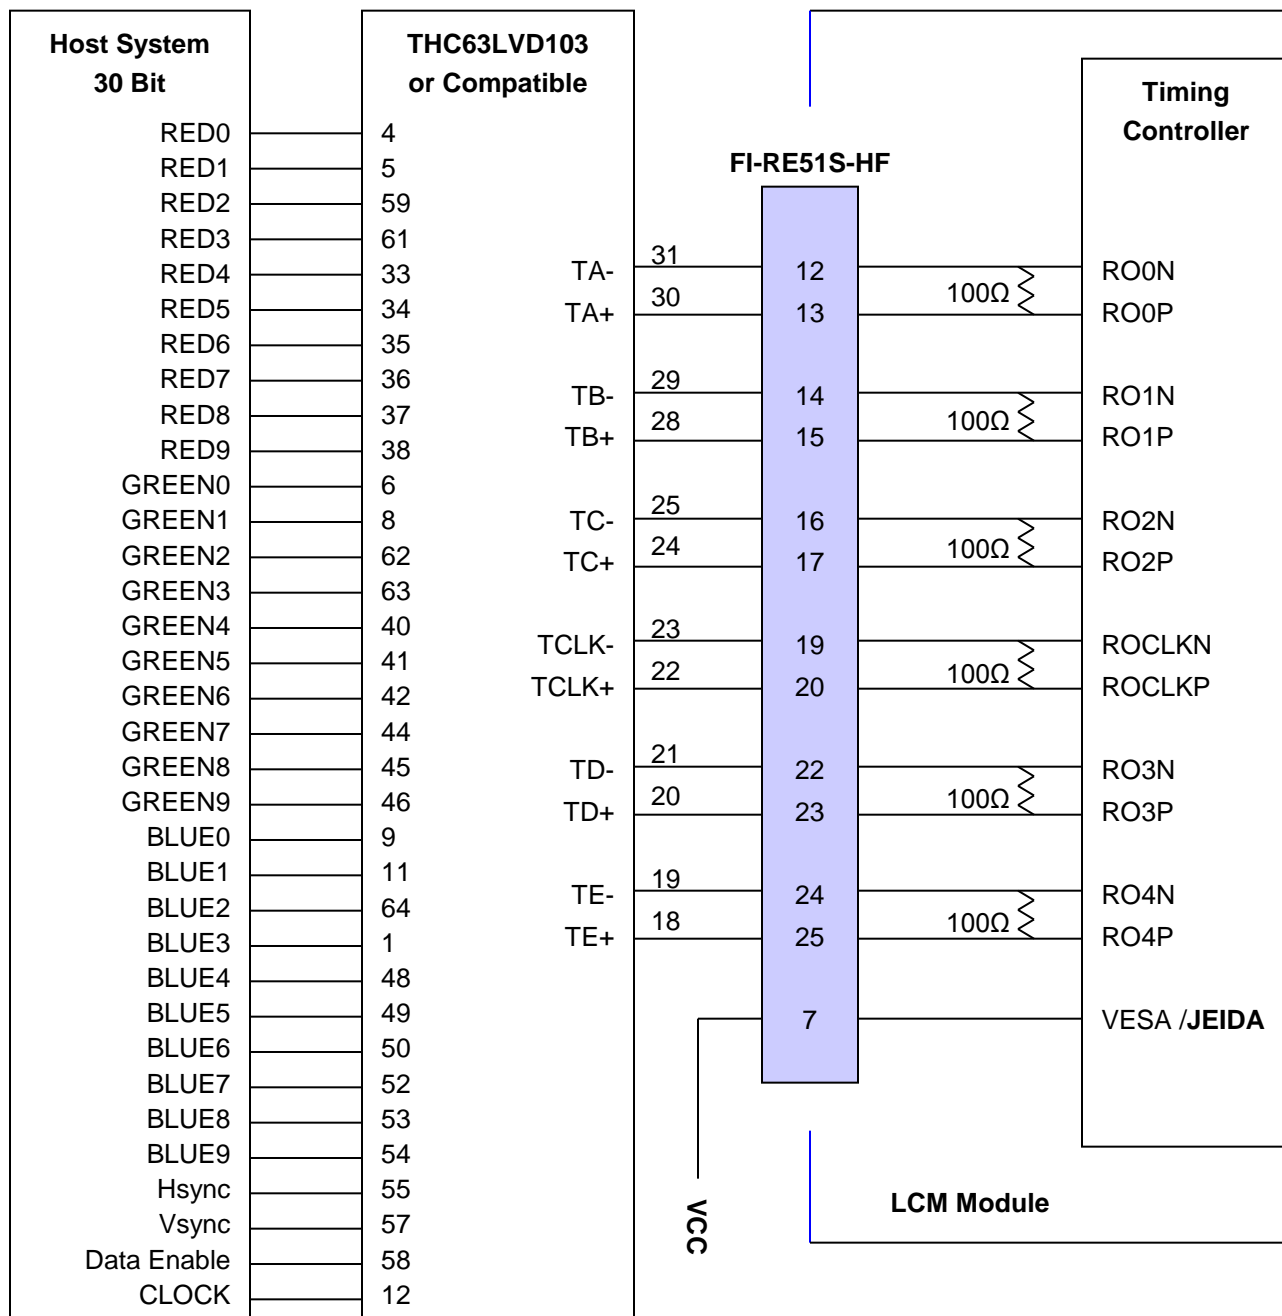 Host System
30 Bit
RED0
RED1
RED2
RED3
RED4
RED5
RED6
RED7
RED8
RED9
GREEN0
GREEN1
GREEN2
GREEN3
GREEN4
GREEN5
GREEN6
GREEN7
GREEN8
GREEN9
BLUE0
BLUE1
BLUE2
BLUE3
BLUE4
BLUE5
BLUE6
BLUE7
BLUE8
BLUE9
Hsync
Vsync
Data Enable
CLOCK
THC63LVD103
or Compatible
4
5
59
61
33
34
35
36
37
38
6
8
62
63
40
41
42
44
45
46
9
11
64
1
48
49
50
52
53
54
55
57
58
12
TA-
TA+
TB-
TB+
TC-
TC+
TCLK-
TCLK+
TD-
TD+
TE-
TE+
31
30
29
28
25
24
23
22
21
20
19
18
FI-RE51S-HF
12
13
14
15
16
17
19
20
22
23
24
25
7
VCC
100Ω
100Ω
100Ω
100Ω
100Ω
100Ω
Timing
Controller
RO0N
RO0P
RO1N
RO1P
RO2N
RO2P
ROCLKN
ROCLKP
RO3N
RO3P
RO4N
RO4P
VESA /JEIDA
LCM Module